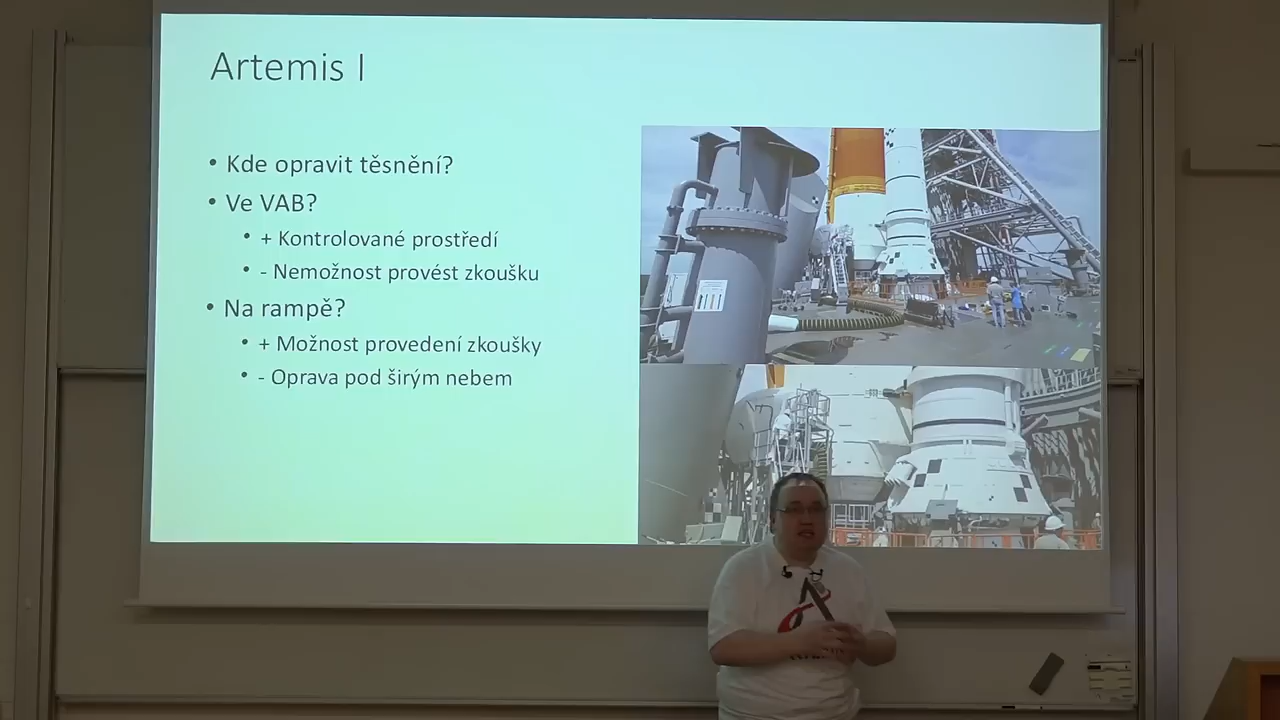 Artemis I
• Kde opravit těsnění?
• Ve VAB?
• + Kontrolované prostředí
• - Nemožnost provést zkoušku
• Na rampě?
• + Možnost provedení zkoušky
• - Oprava pod širým nebem